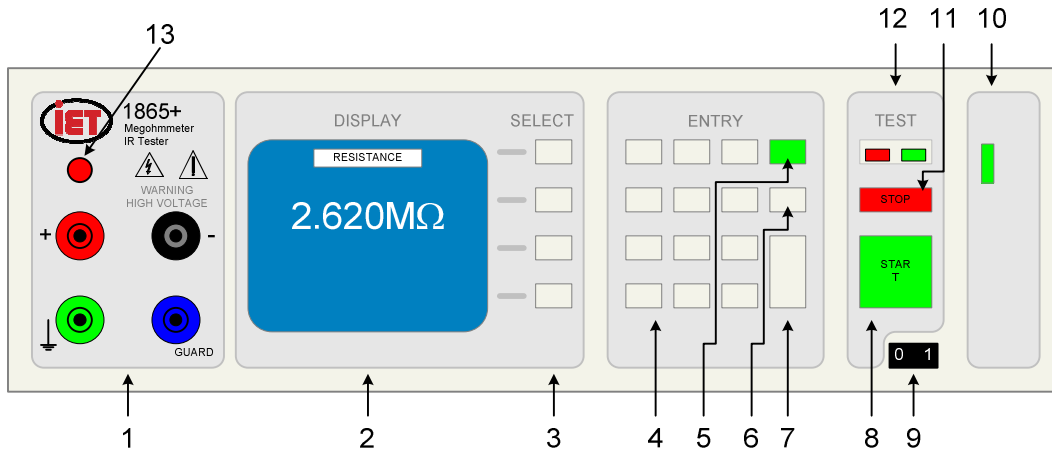 13
12
11
10
iET
1865+
Megohmmeter
IR Tester
WARNING
HIGH VOLTAGE
+
-
GUARD
DISPLAY
RESISTANCE
2.620MΩ
SELECT
ENTRY
TEST
STOP
STAR
T
0 1
1
2
3
4
5
6
7
8
9